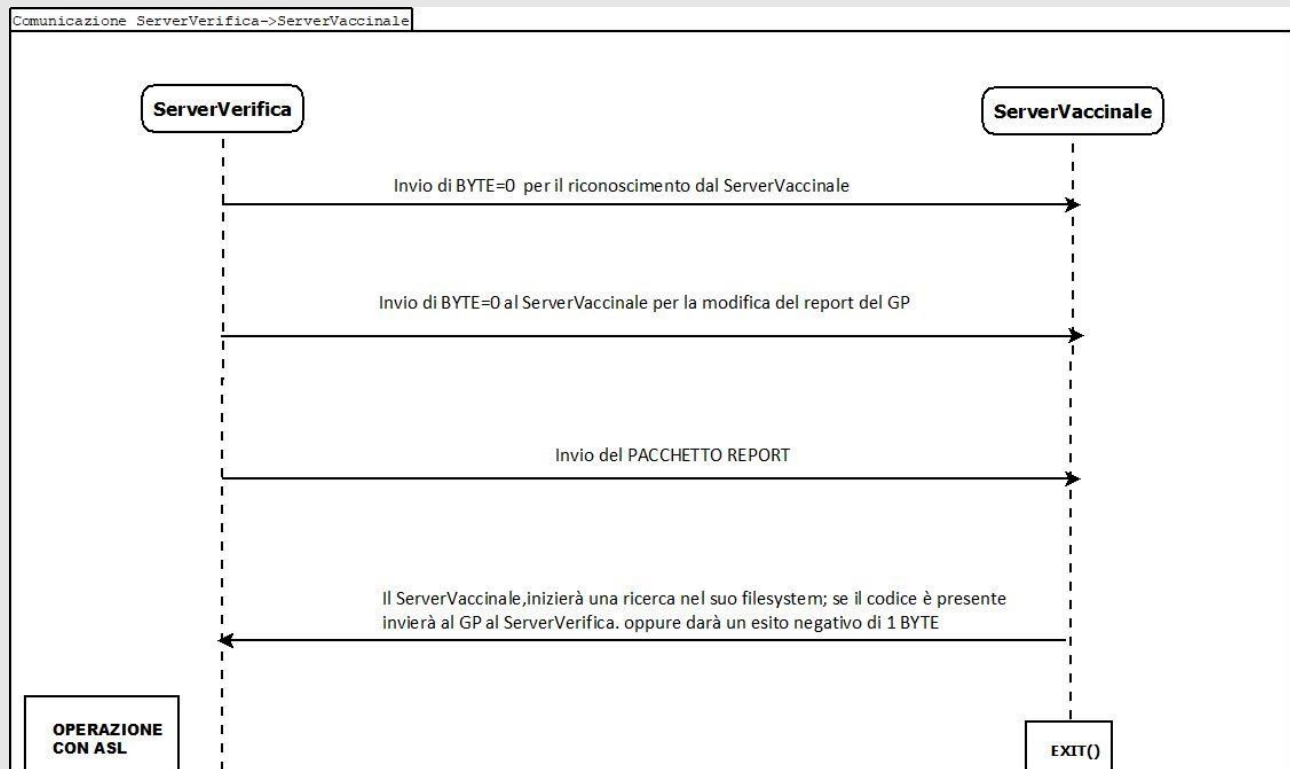 Comunicazione ServerVerifica->ServerVaccinale
ServerVerifica
ServerVaccinale
Invio di BYTE=0 per il riconoscimento dal ServerVaccinale
Invio di BYTE=0 al ServerVaccinale per la modifica del report del GP
Invio del PACCHETTO REPORT
Il ServerVaccinale,inizierà una ricerca nel suo filesystem; se il codice è presente
invierà al GP al ServerVerifica. oppure darà un esito negativo di 1 BYTE
OPERAZIONE
CON ASL
EXIT()